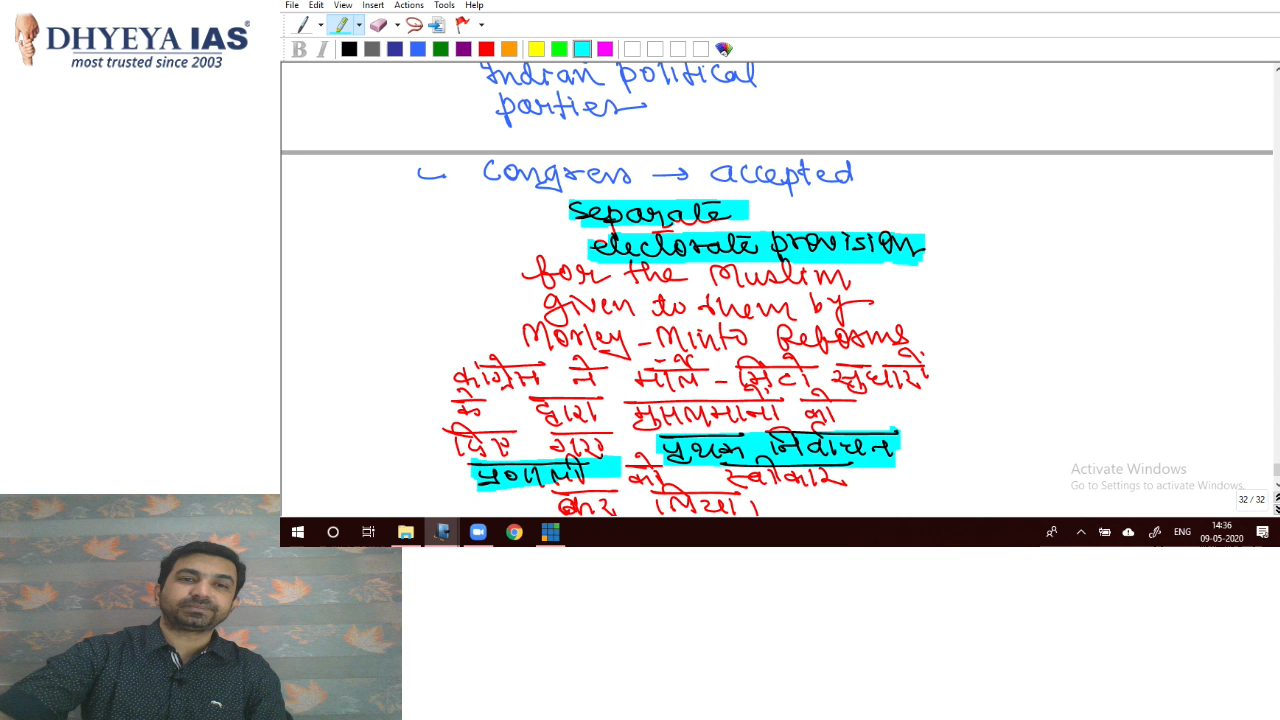 File Edit View Insert Actions Tools Help
DHYEYA IAS®
most trusted since 2003
B I
Indian political
parties
Congress → accepted
separate
electorate provision
for the Muslim
given to them by
Morley-Minto Reforms
कांग्रेस ने मार्ले-मिंटो सुधारों
के द्वारा मुसलमानों को
दिए गए पृथक निर्वाचन
प्रणाली को स्वीकार
कर लिया।
Activate Windows
Go to Settings to activate Windows.
32 / 32
ENG
14:36
09-05-2020